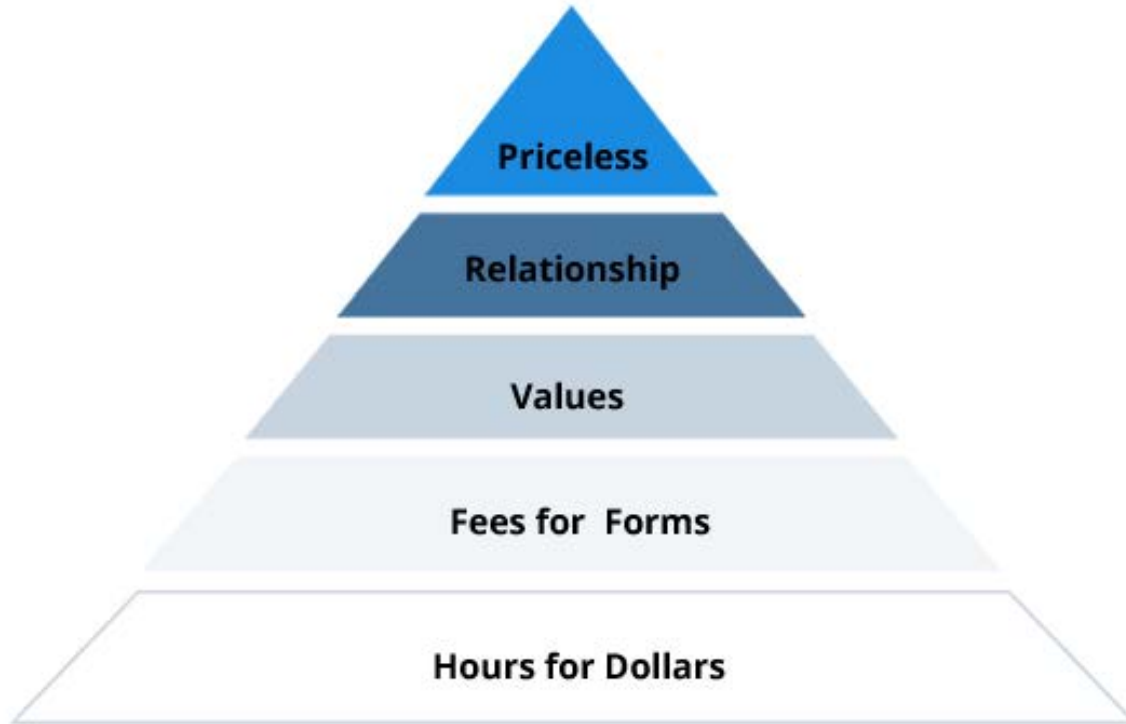 Priceless
Relationship
Values
Fees for Forms
Hours for Dollars